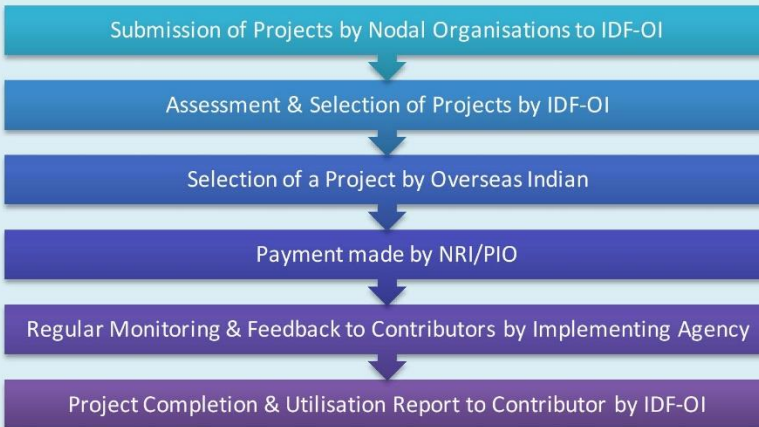 Submission of Projects by Nodal Organisations to IDF-OI
Assessment & Selection of Projects by IDF-OI
Selection of a Project by Overseas Indian
Payment made by NRI/PIO
Regular Monitoring & Feedback to Contributors by Implementing Agency
Project Completion & Utilisation Report to Contributor by IDF-OI